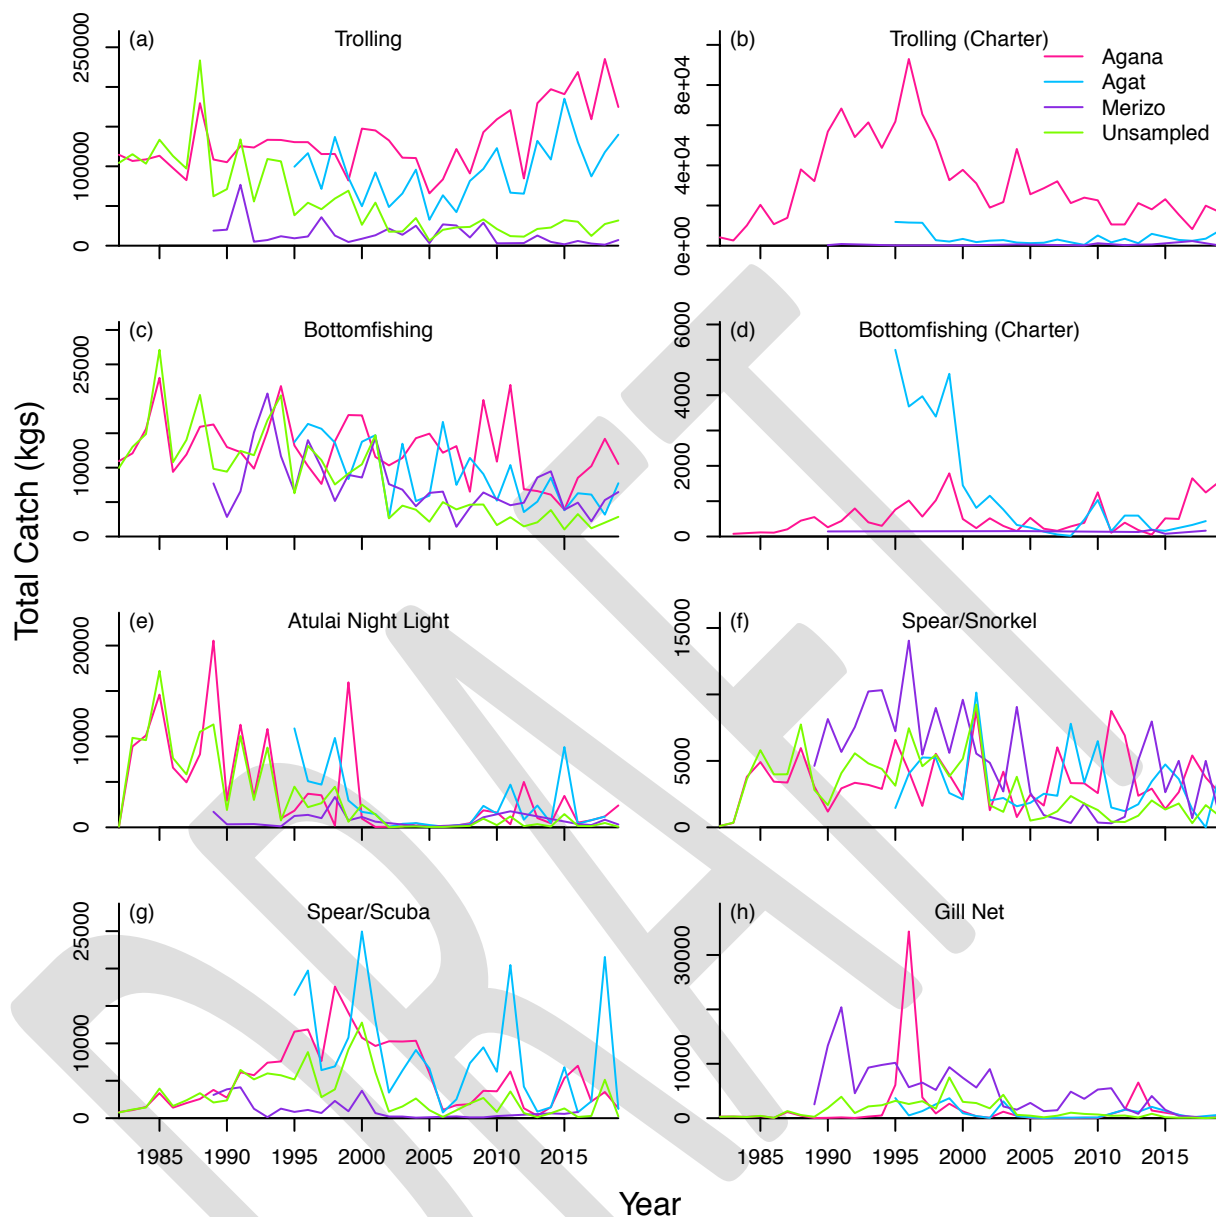 (a) Trolling
250000
100000
0
(b) Trolling (Charter)
8e+04
4e+04
0e+00
Agana
Agat
Merizo
Unsampled
(c) Bottomfishing
25000
10000
0
(d) Bottomfishing (Charter)
6000
4000
2000
0
(e) Atulai Night Light
20000
10000
0
(f) Spear/Snorkel
15000
5000
0
(g) Spear/Scuba
25000
10000
0
1985 1990 1995 2000 2005 2010 2015
(h) Gill Net
30000
10000
0
1985 1990 1995 2000 2005 2010 2015
Total Catch (kgs)
Year
DRAFT